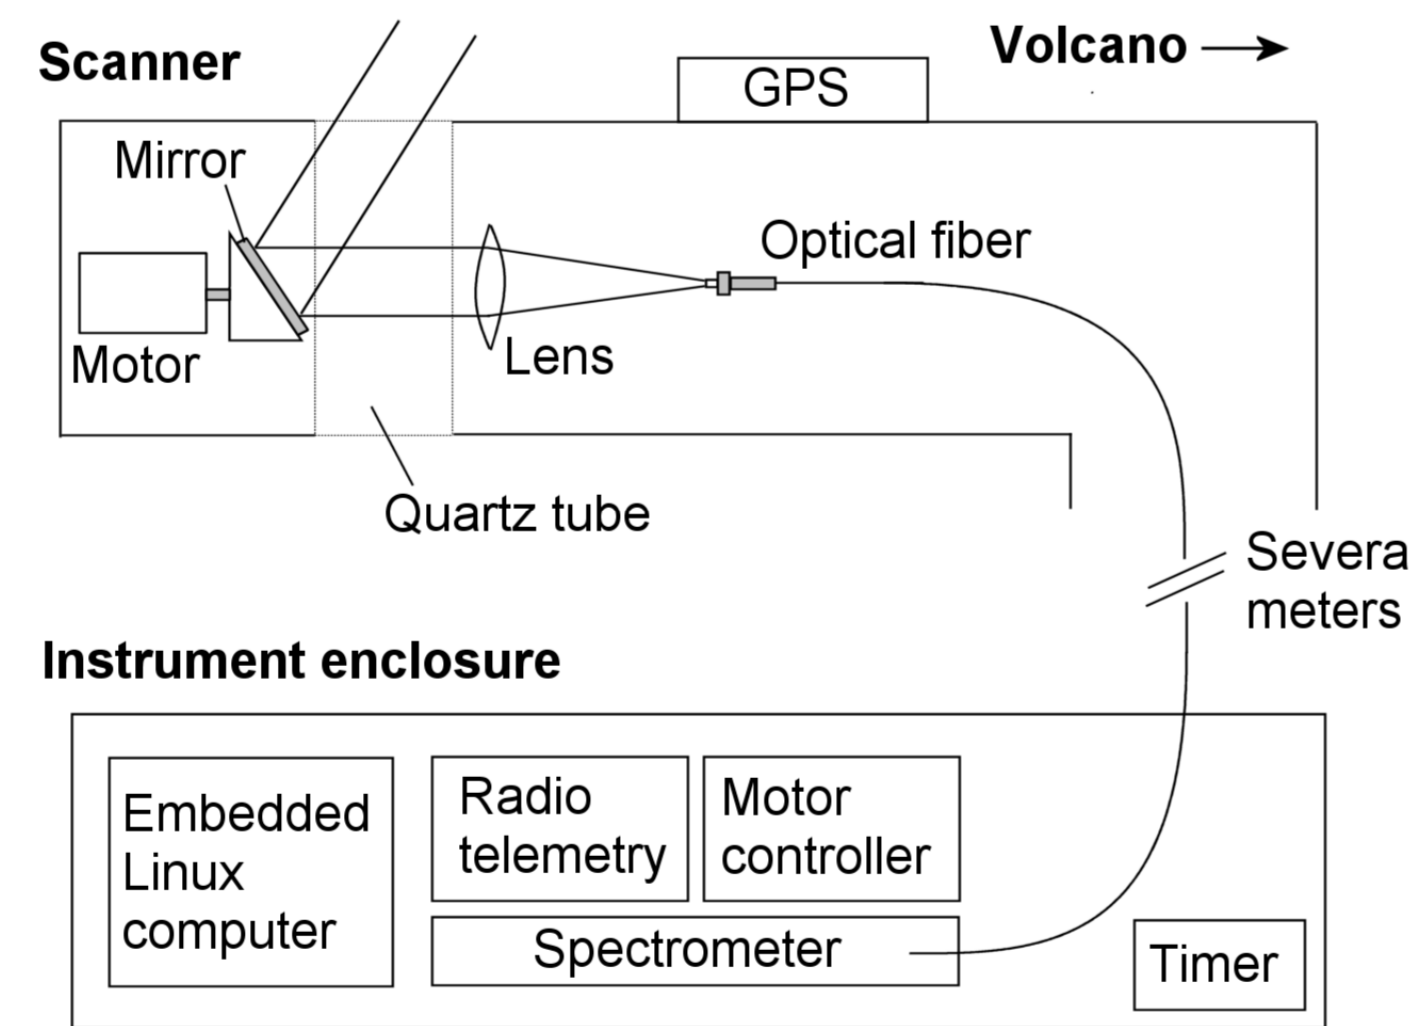 Scanner
Volcano
GPS
Mirror
Optical fiber
Motor
Lens
Quartz tube
Severa
meters
Instrument enclosure
Embedded
Linux
computer
Radio
telemetry
Motor
controller
Spectrometer
Timer